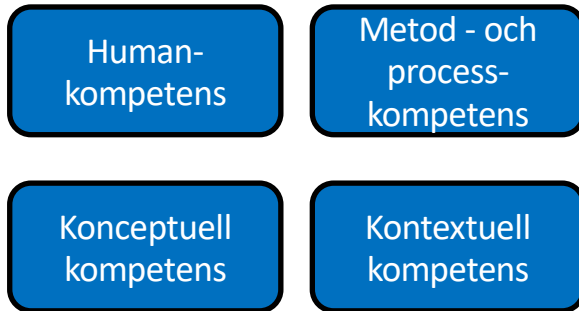 Human-
kompetens
Metod - och
process-
kompetens
Konceptuell
kompetens
Kontextuell
kompetens